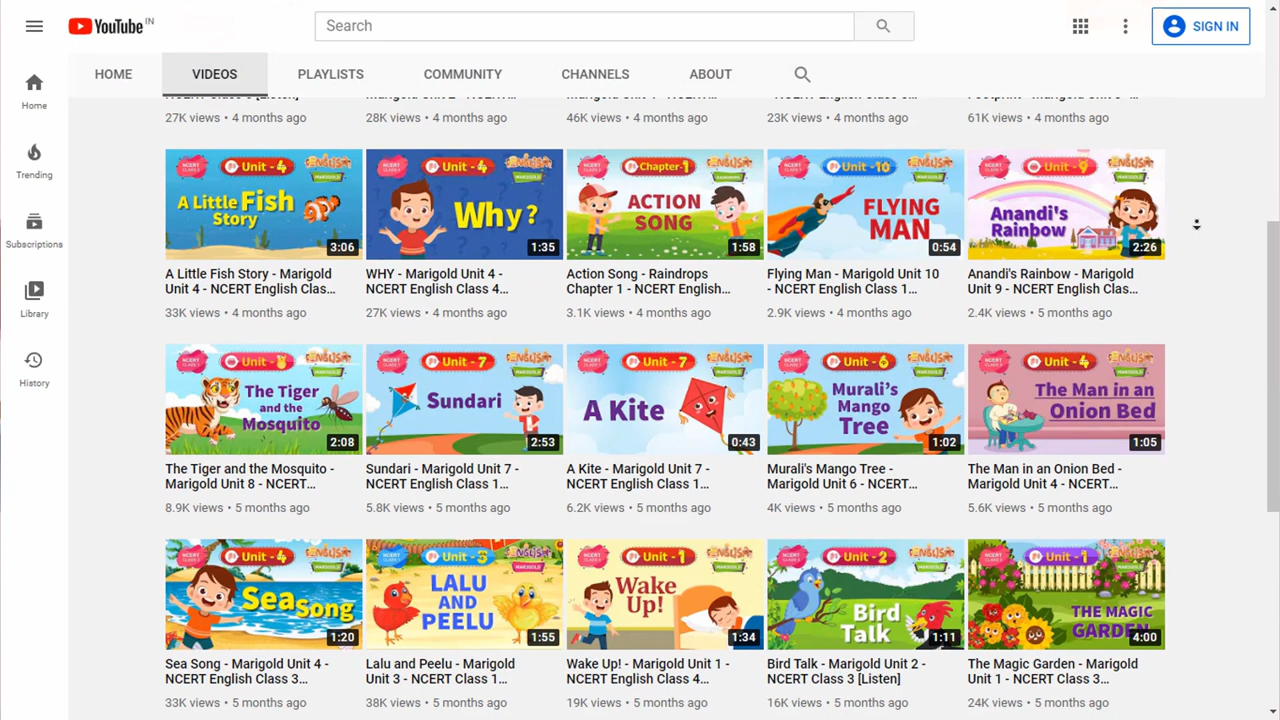 YouTube IN
Search
SIGN IN
HOME VIDEOS PLAYLISTS COMMUNITY CHANNELS ABOUT
Home
Trending
Subscriptions
Library
History
27K views • 4 months ago
28K views • 4 months ago
46K views • 4 months ago
23K views • 4 months ago
61K views • 4 months ago
Unit - 4
ENGLISH
MARIGOLD
A Little Fish
Story
3:06
Unit - 4
Why?
1:35
Chapter-1
ENGLISH
RAINDROPS
ACTION
SONG
1:58
Unit -10
ENGLISH
MARIGOLD
FLYING
MAN
0:54
Unit - 9
ENGLISH
MARIGOLD
Anandi's
Rainbow
2:26
A Little Fish Story - Marigold
Unit 4 - NCERT English Clas...
33K views • 4 months ago
WHY - Marigold Unit 4 -
NCERT English Class 4...
27K views • 4 months ago
Action Song - Raindrops
Chapter 1 - NCERT English...
3.1K views • 4 months ago
Flying Man - Marigold Unit 10
- NCERT English Class 1...
2.9K views • 4 months ago
Anandi's Rainbow - Marigold
Unit 9 - NCERT English Clas...
2.4K views • 5 months ago
The Tiger
and the
Mosquito
2:08
Unit - 7
Sundari
2:53
Unit - 7
A Kite
0:43
Unit - 6
Murali's
Mango
Tree
1:02
Unit - 4
The Man in an
Onion Bed
1:05
The Tiger and the Mosquito -
Marigold Unit 8 - NCERT...
8.9K views • 5 months ago
Sundari - Marigold Unit 7 -
NCERT English Class 1...
5.8K views • 5 months ago
A Kite - Marigold Unit 7 -
NCERT English Class 1...
6.2K views • 5 months ago
Murali's Mango Tree -
Marigold Unit 6 - NCERT...
4K views • 5 months ago
The Man in an Onion Bed -
Marigold Unit 4 - NCERT...
5.6K views • 5 months ago
Unit - 4
Sea Song
1:20
Unit - 3
LALU
AND
PEELU
1:55
Unit - 1
Wake
Up!
1:34
Unit - 2
Bird
Talk
1:11
Unit - 1
THE MAGIC
GARDEN
4:00
Sea Song - Marigold Unit 4 -
NCERT English Class 3...
33K views • 5 months ago
Lalu and Peelu - Marigold
Unit 3 - NCERT Class 1...
38K views • 5 months ago
Wake Up! - Marigold Unit 1 -
NCERT English Class 4...
19K views • 5 months ago
Bird Talk - Marigold Unit 2 -
NCERT Class 3 [Listen]
16K views • 5 months ago
The Magic Garden - Marigold
Unit 1 - NCERT Class 3...
24K views • 5 months ago